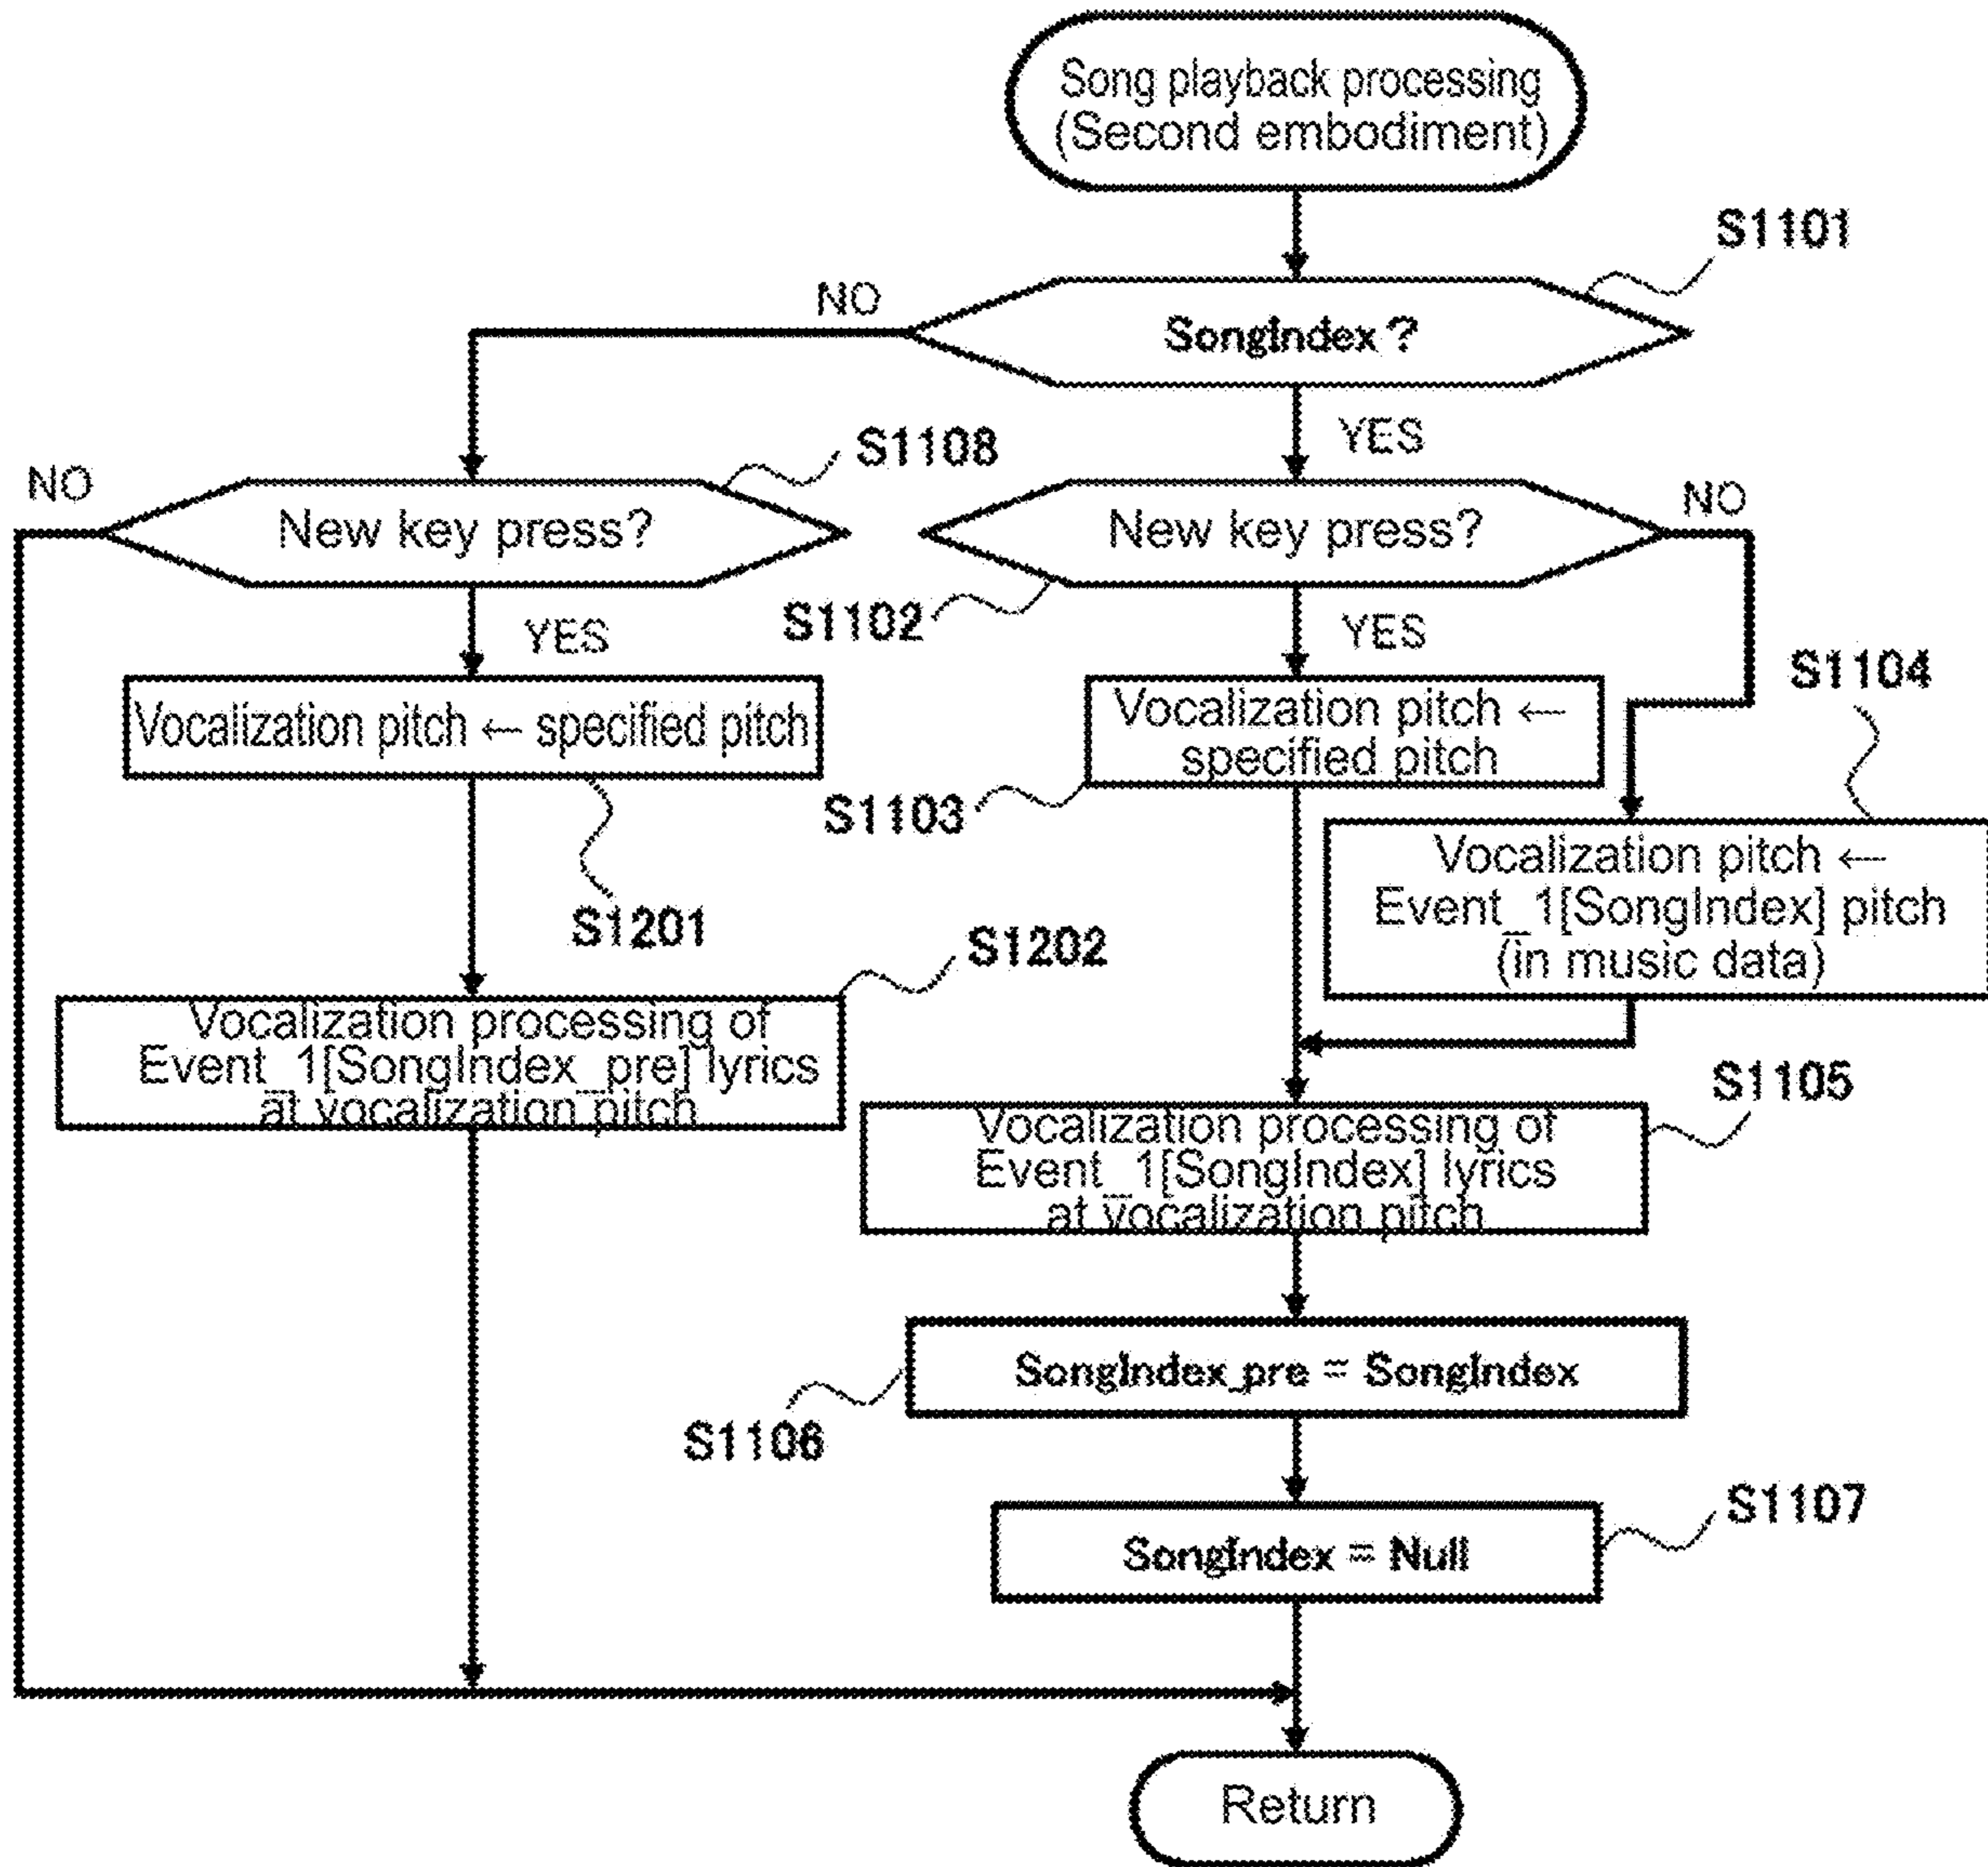 Song playback processing
(Second embodiment)
S1101
NO
SongIndex ?
YES
S1108
NO
New key press?
New key press?
NO
S1102
YES
YES
S1104
Vocalization pitch ← specified pitch
Vocalization pitch ←
specified pitch
S1103
Vocalization pitch ←
Event_1[SongIndex] pitch
(in music data)
S1201
S1202
Vocalization processing of
Event_1[SongIndex_pre] lyrics
at vocalization pitch
S1105
Vocalization processing of
Event_1[SongIndex] lyrics
at vocalization pitch
SongIndex_pre = SongIndex
S1106
S1107
SongIndex = Null
Return